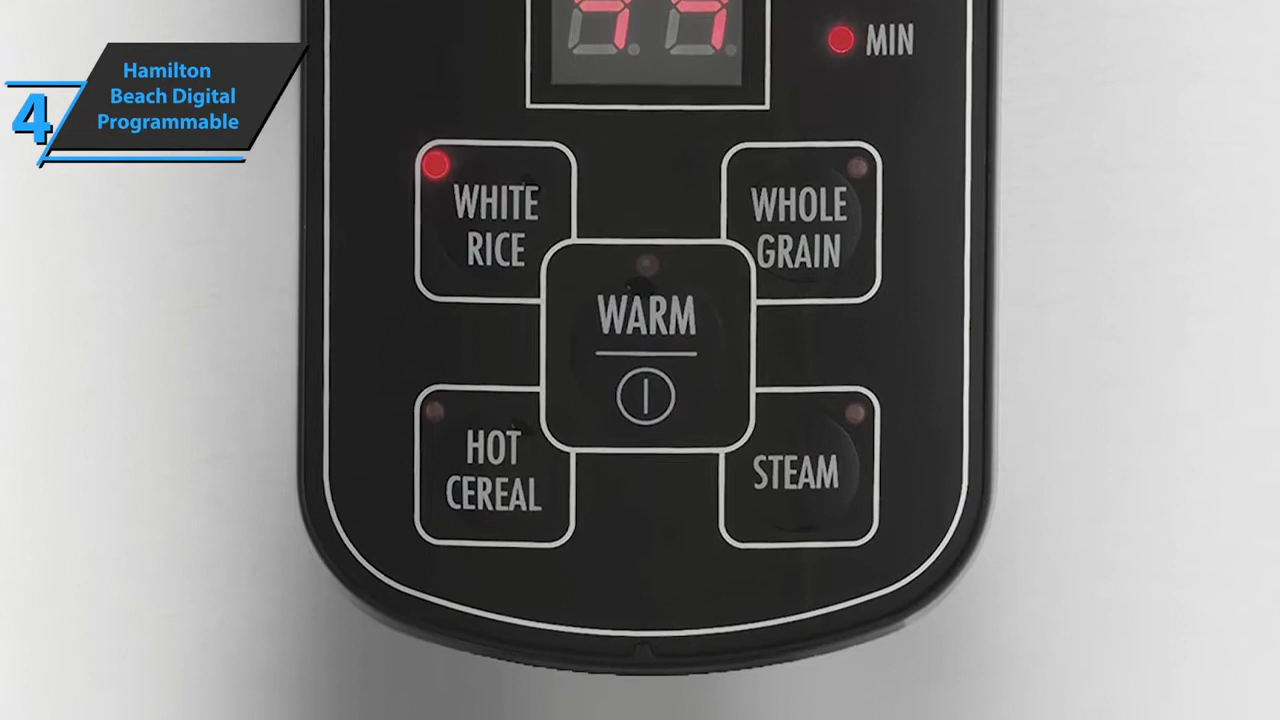 4
Hamilton
Beach Digital
Programmable
MIN
WHITE
RICE
WHOLE
GRAIN
WARM
HOT
CEREAL
STEAM